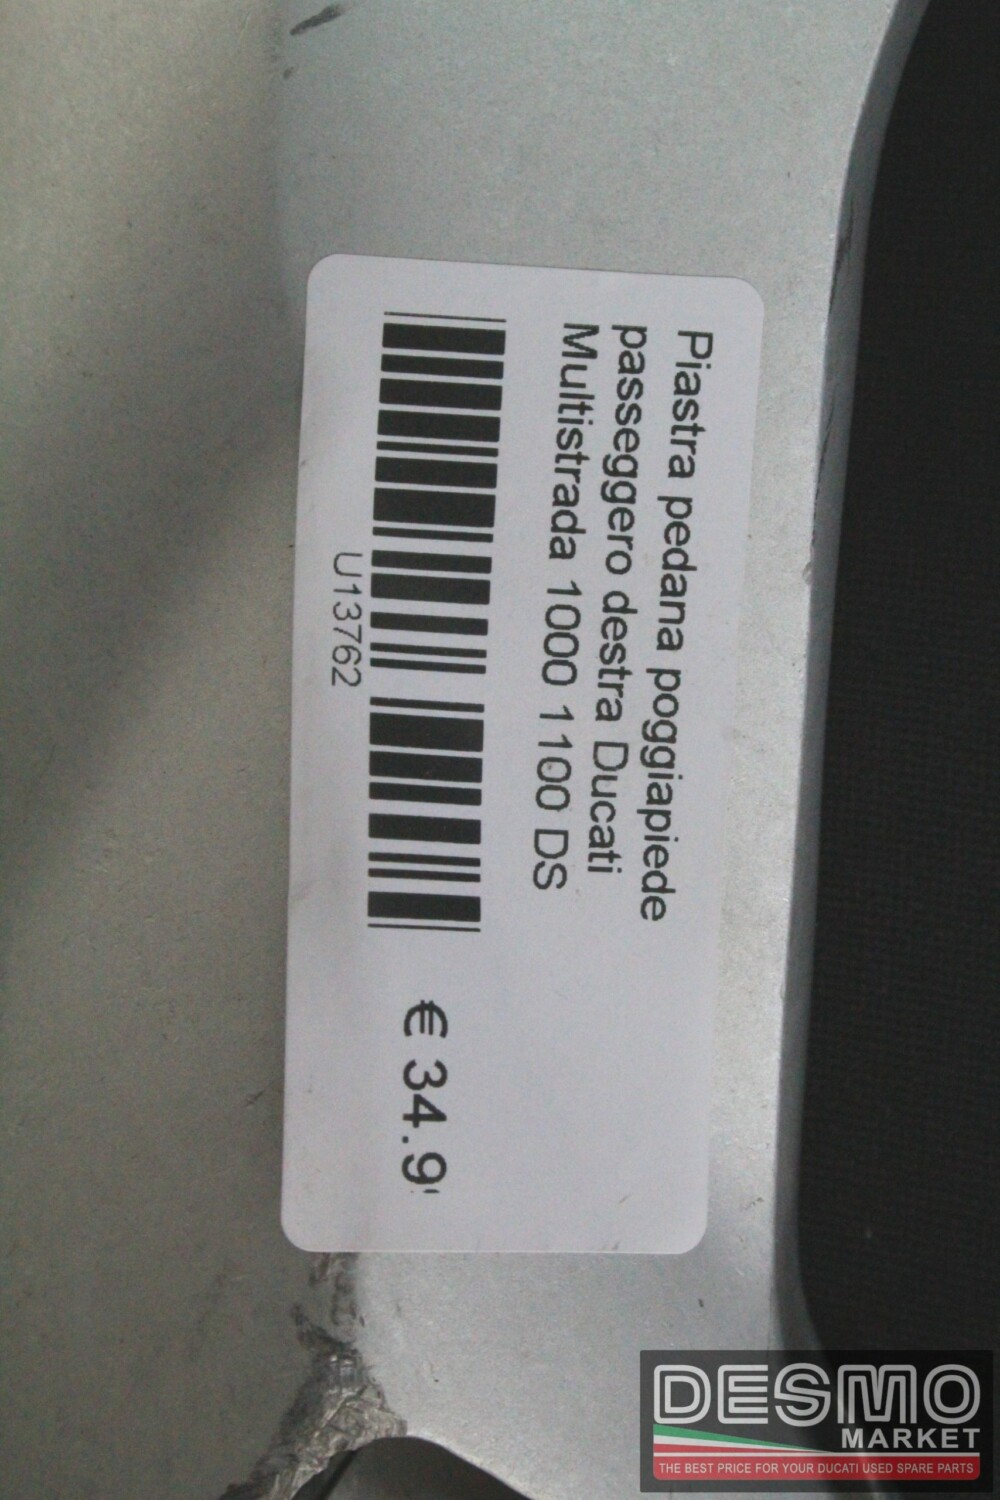 Piastra pedana poggiapiede
passeggero destra Ducati
Multistrada 1000 1100 DS
U13762
€ 34.9
DESMO
MARKET
THE BEST PRICE FOR YOUR DUCATI USED SPARE PARTS